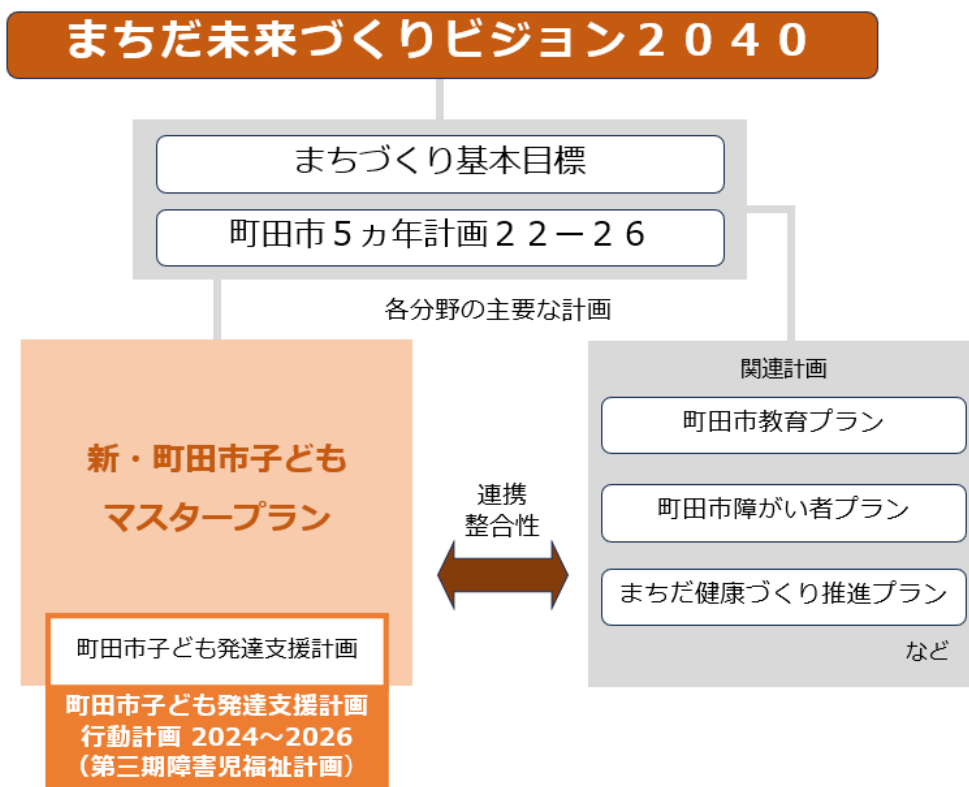 まちだ未来づくりビジョン２０４０
まちづくり基本目標
町田市５ヵ年計画２２ー２６
各分野の主要な計画
新・町田市子ども
マスタープラン
町田市子ども発達支援計画
町田市子ども発達支援計画
行動計画 2024～2026
（第三期障害児福祉計画）
連携
整合性
関連計画
町田市教育プラン
町田市障がい者プラン
まちだ健康づくり推進プラン
など